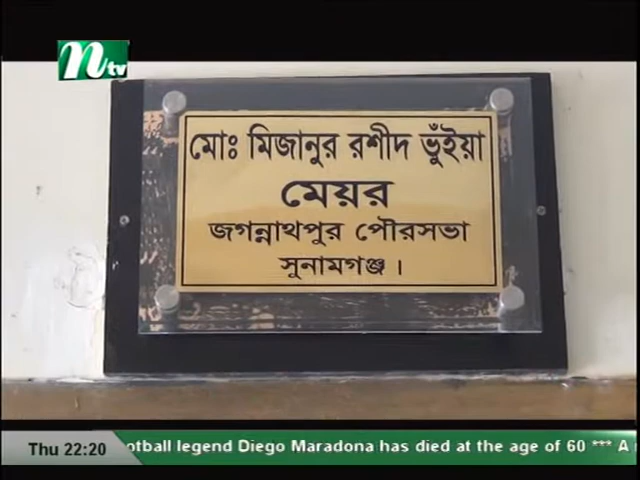 ntv
মোঃ মিজানুর রশীদ ভুঁইয়া
মেয়র
জগন্নাথপুর পৌরসভা
সুনামগঞ্জ ।
Thu 22:20 otball legend Diego Maradona has died at the age of 60 *** A